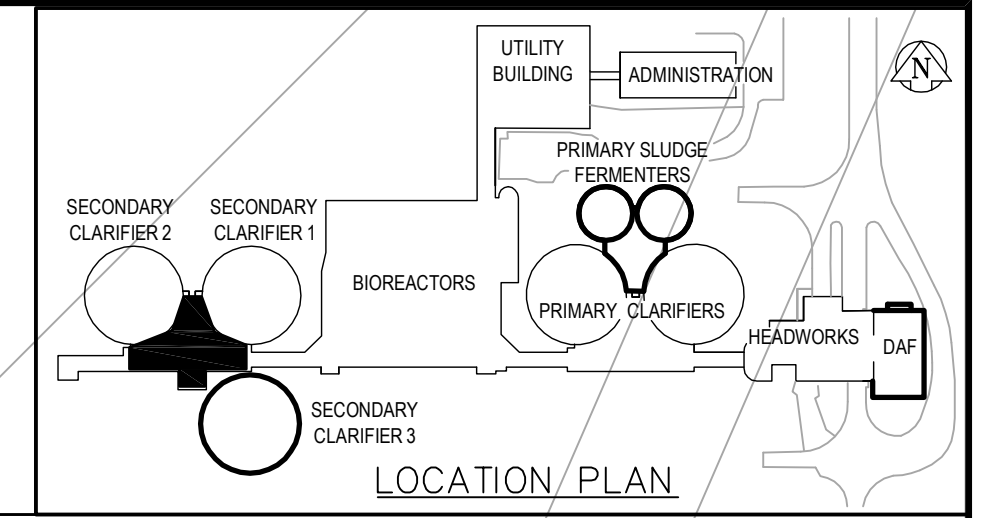 UTILITY
BUILDING
ADMINISTRATION
N
PRIMARY SLUDGE
FERMENTERS
SECONDARY
CLARIFIER 2
SECONDARY
CLARIFIER 1
BIOREACTORS
PRIMARY CLARIFIERS
HEADWORKS
DAF
SECONDARY
CLARIFIER 3
LOCATION PLAN